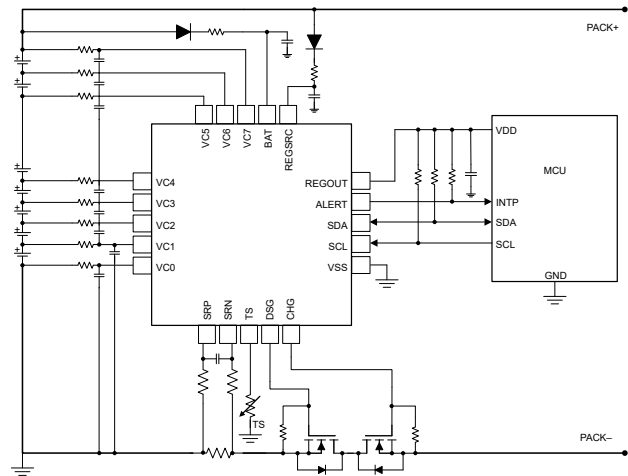 PACK+
VC5
VC6
VC7
BAT
REGSRC
VDD
MCU
VC4
REGOUT
VC3
ALERT
INTP
VC2
SDA
SDA
VC1
SCL
SCL
VC0
VSS
GND
SRP
SRN
TS
DSG
CHG
TS
PACK–
+
+
+
+
+
+
+